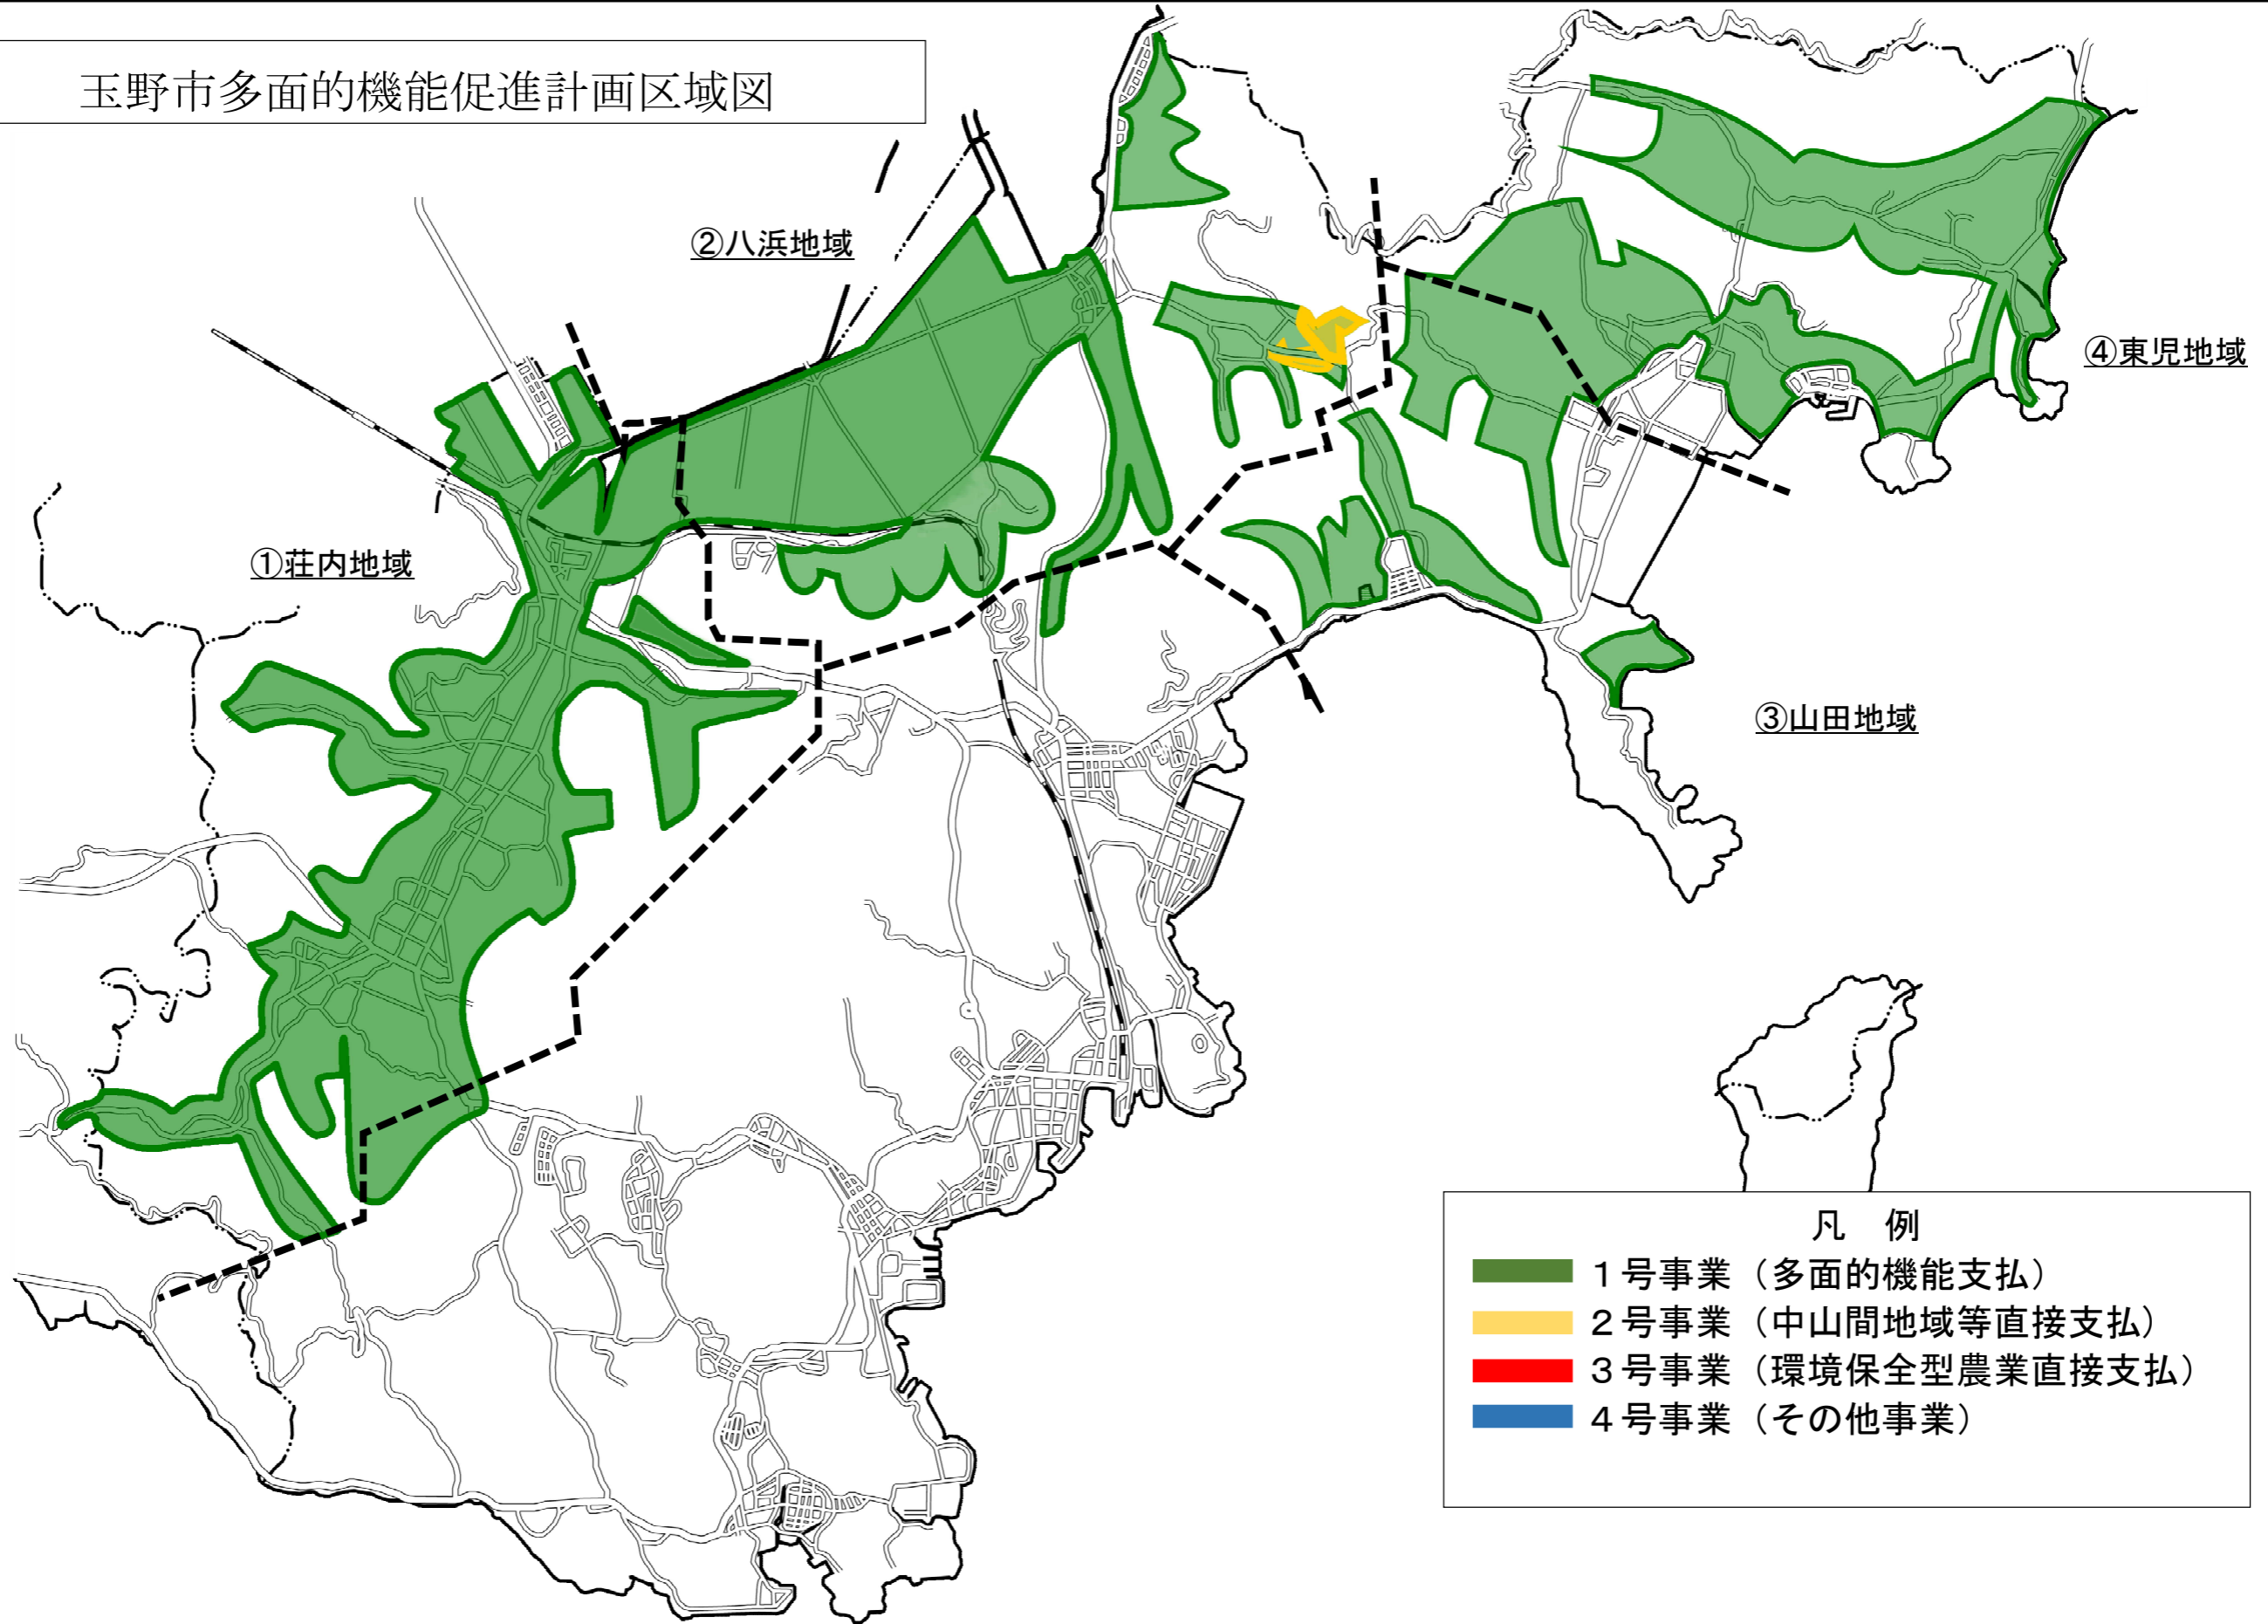 玉野市多面的機能促進計画区域図
②八浜地域
④東児地域
①荘内地域
③山田地域
凡　例
１号事業（多面的機能支払）
２号事業（中山間地域等直接支払）
３号事業（環境保全型農業直接支払）
４号事業（その他事業）